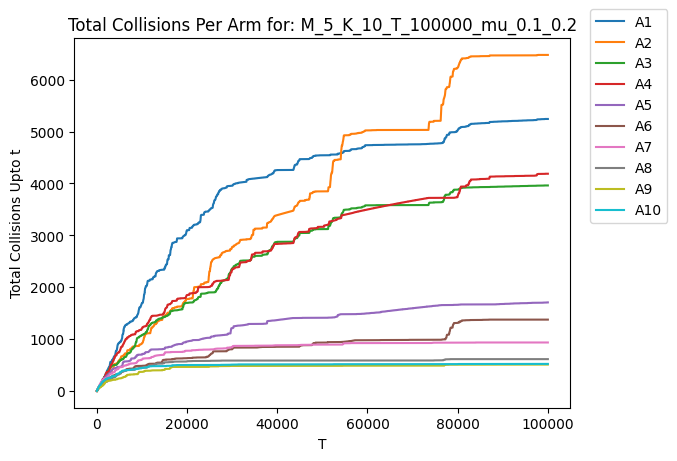 Total Collisions Per Arm for: M_5_K_10_T_100000_mu_0.1_0.2
A1
A2
A3
A4
A5
A6
A7
A8
A9
A10
Total Collisions Upto t
6000
5000
4000
3000
2000
1000
0
0 20000 40000 60000 80000 100000
T